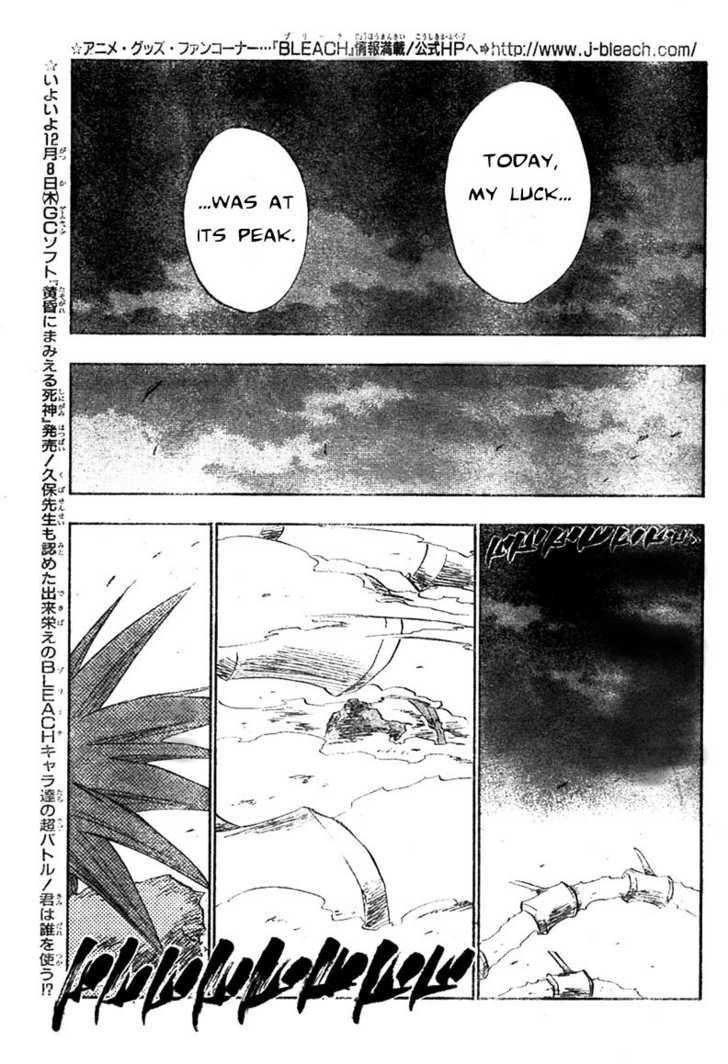 ☆アニメ・グッズ・ファンコーナー…『BLEACH』情報満載!公式HPへ⇨http://www.j-bleach.com/
TODAY,
MY LUCK...
...WAS AT
ITS PEAK.
☆いよいよ12月8日(木)GCソフト『黄昏にまみえる死神』発売!久保先生も認めた出来栄えのBLEACHキャラ達の超バトル!君は誰を使う!?